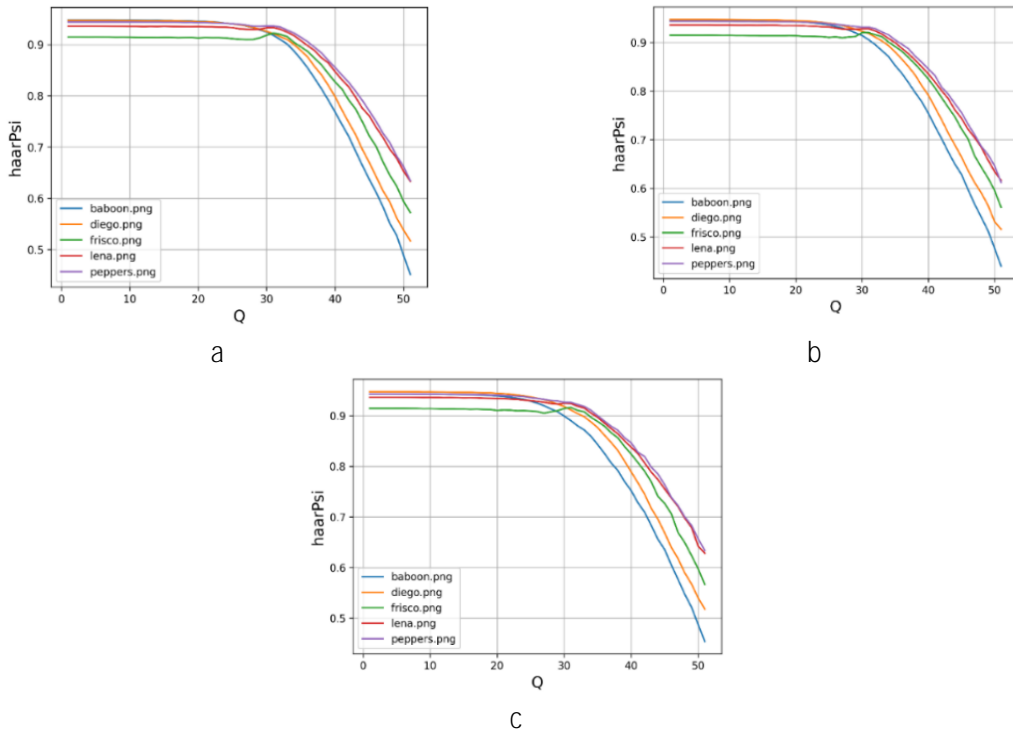 0.9
0.8
0.7
0.6
0.5
haarPsi
baboon.png
diego.png
frisco.png
lena.png
peppers.png
0 10 20 30 40 50
Q
a
0.9
0.8
0.7
0.6
0.5
haarPsi
baboon.png
diego.png
frisco.png
lena.png
peppers.png
0 10 20 30 40 50
Q
b
0.9
0.8
0.7
0.6
0.5
haarPsi
baboon.png
diego.png
frisco.png
lena.png
peppers.png
0 10 20 30 40 50
Q
c